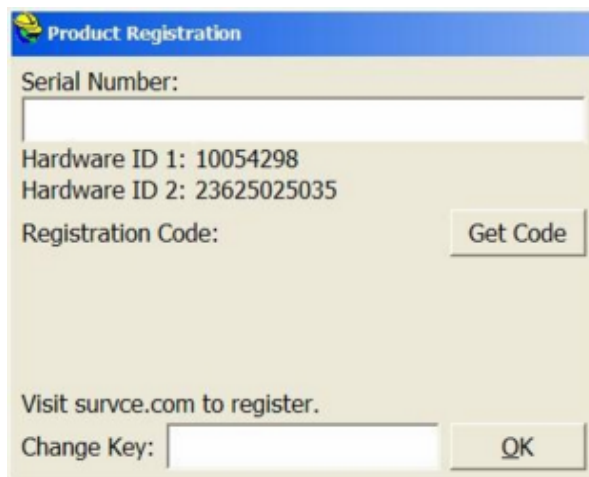 Product Registration
Serial Number:
Hardware ID 1: 10054298
Hardware ID 2: 23625025035
Registration Code:
Get Code
Visit survce.com to register.
Change Key:
OK